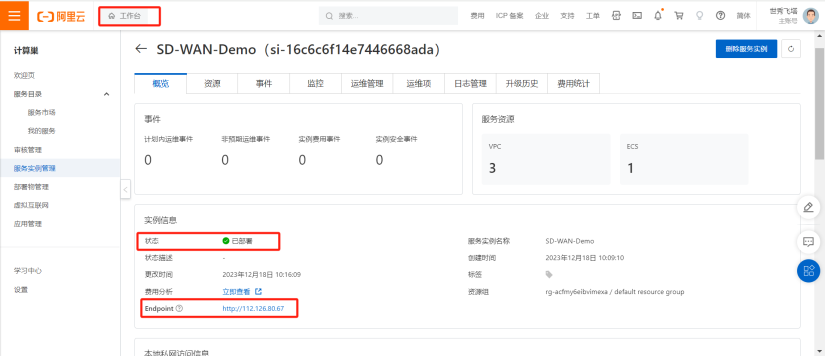 阿里云
工作台
搜索...
费用 ICP 备案 企业 支持 工单 简体
世秀飞塔
主账号
计算巢
欢迎页
服务目录
服务市场
我的服务
审核管理
服务实例管理
部署物管理
虚拟互联网
应用管理
学习中心
设置
SD-WAN-Demo（si-16c6c6f14e7446668ada）
删除服务实例
概览 资源 事件 监控 运维管理 运维项 日志管理 升级历史 费用统计
事件
计划内运维事件 非预期运维事件 实例费用事件 实例安全事件
0 0 0 0
服务资源
VPC ECS
3 1
实例信息
状态 已部署 服务实例名称 SD-WAN-Demo
状态描述 - 创建时间 2023年12月18日 10:09:10
更改时间 2023年12月18日 10:16:09 标签
费用分析 立即查看 资源组 rg-acfmy6eibvimexa / default resource group
Endpoint http://112.126.80.67
本地私网访问信息